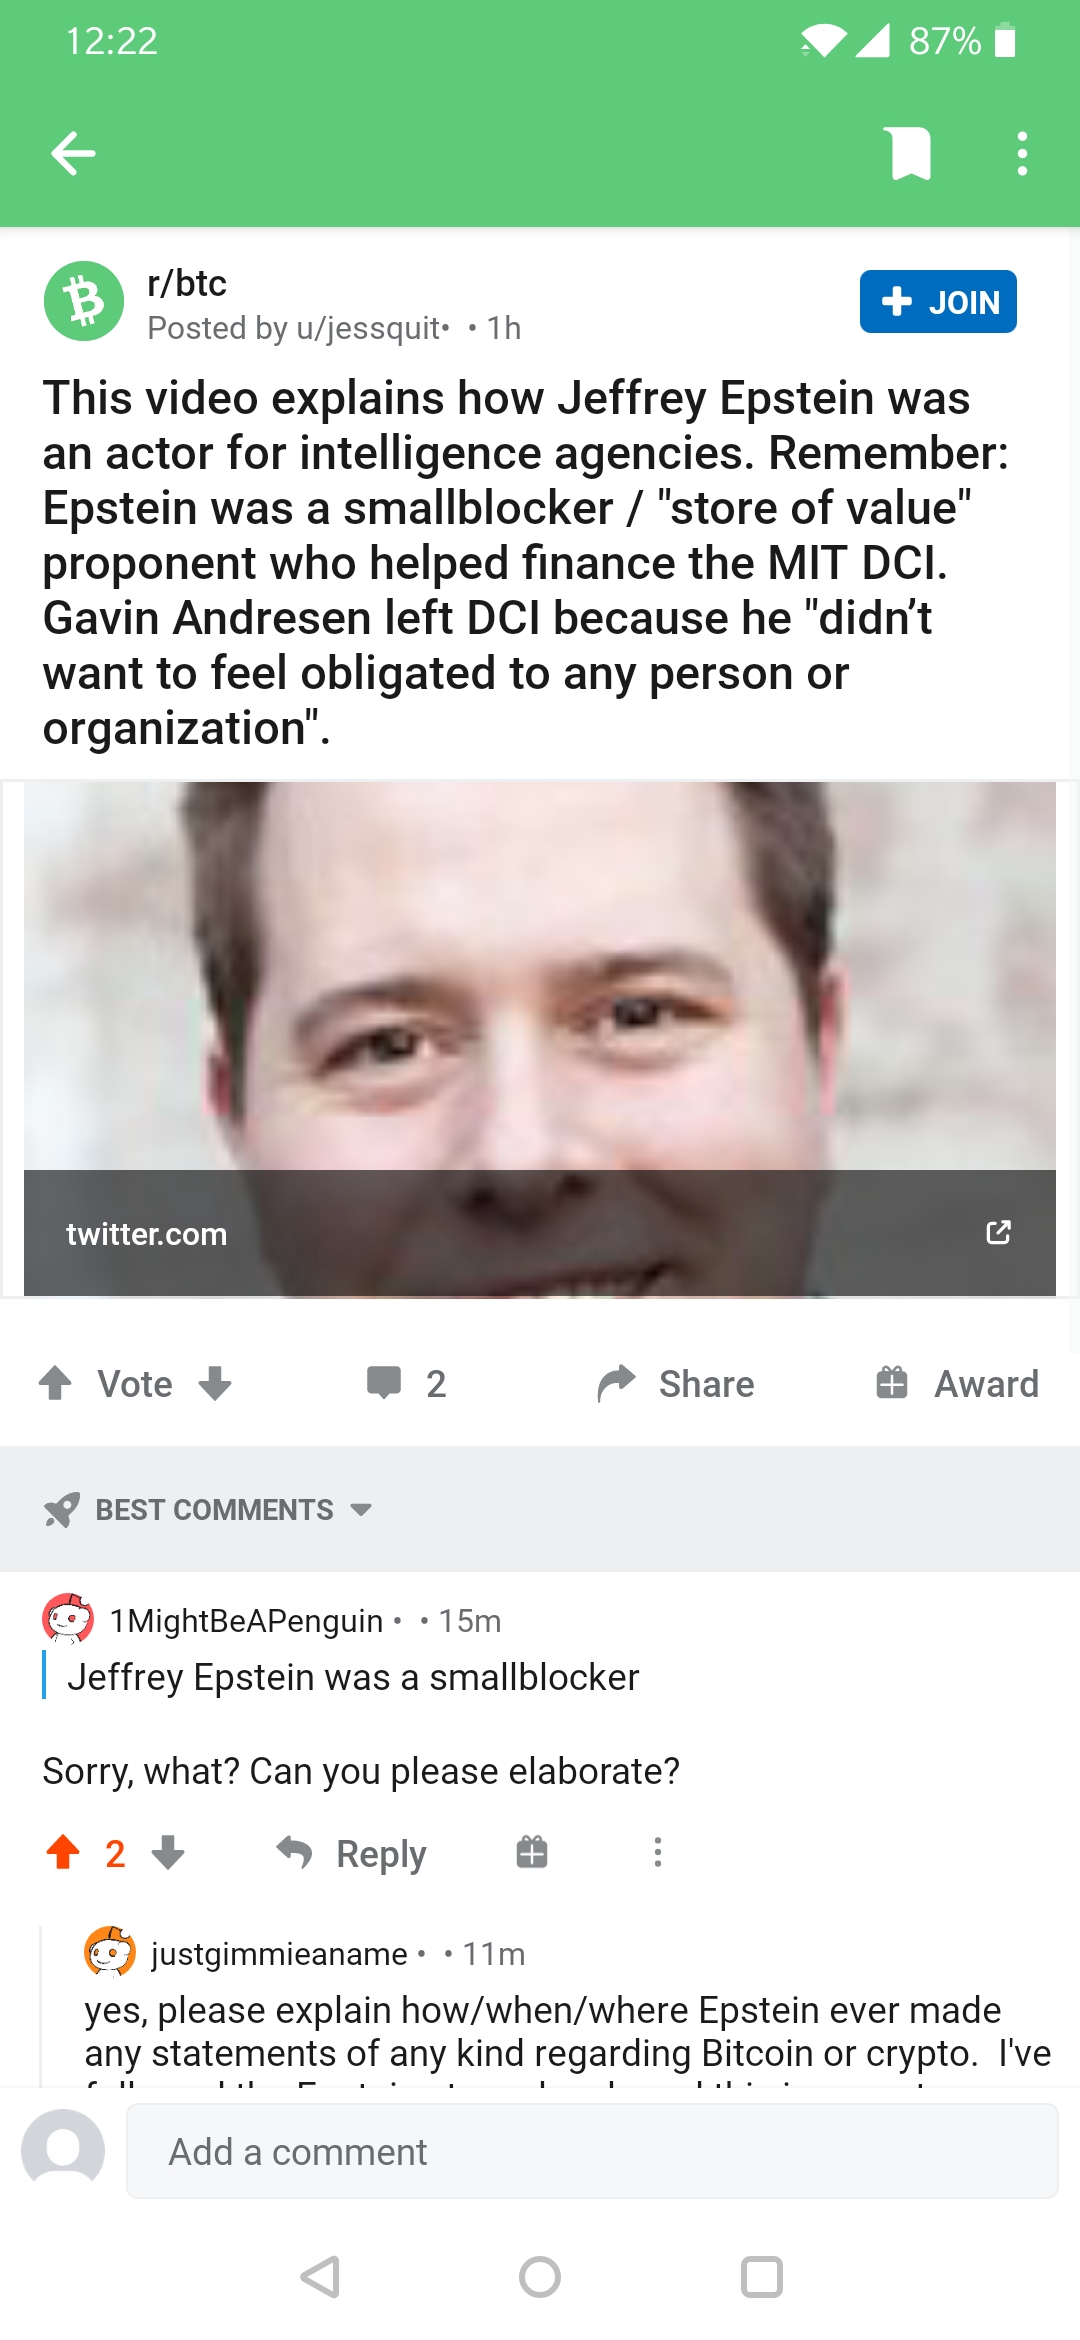 12:22
87%
r/btc
JOIN
Posted by u/jessquit• • 1h
This video explains how Jeffrey Epstein was
an actor for intelligence agencies. Remember:
Epstein was a smallblocker / "store of value"
proponent who helped finance the MIT DCI.
Gavin Andresen left DCI because he "didn’t
want to feel obligated to any person or
organization".
twitter.com
Vote
2
Share
Award
BEST COMMENTS
1MightBeAPenguin • • 15m
Jeffrey Epstein was a smallblocker
Sorry, what? Can you please elaborate?
2
Reply
justgimmieaname • • 11m
yes, please explain how/when/where Epstein ever made
any statements of any kind regarding Bitcoin or crypto. I've
Add a comment